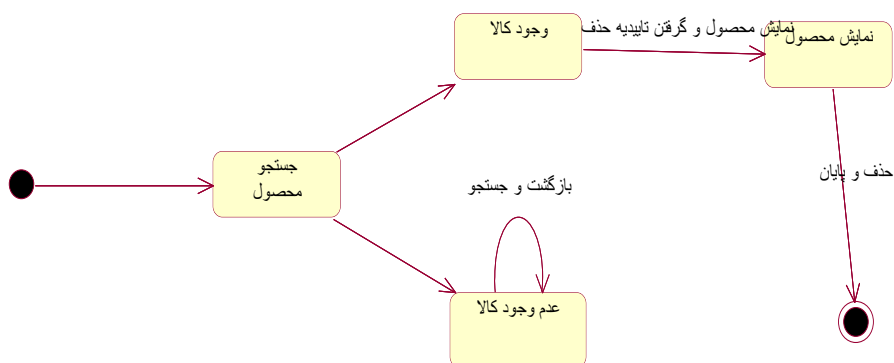 وجود کالا
نمایش محصول و گرفتن تاییدیه حذف
نمایش محصول
جستجو
محصول
حذف و پایان
بازگشت و جستجو
عدم وجود کالا